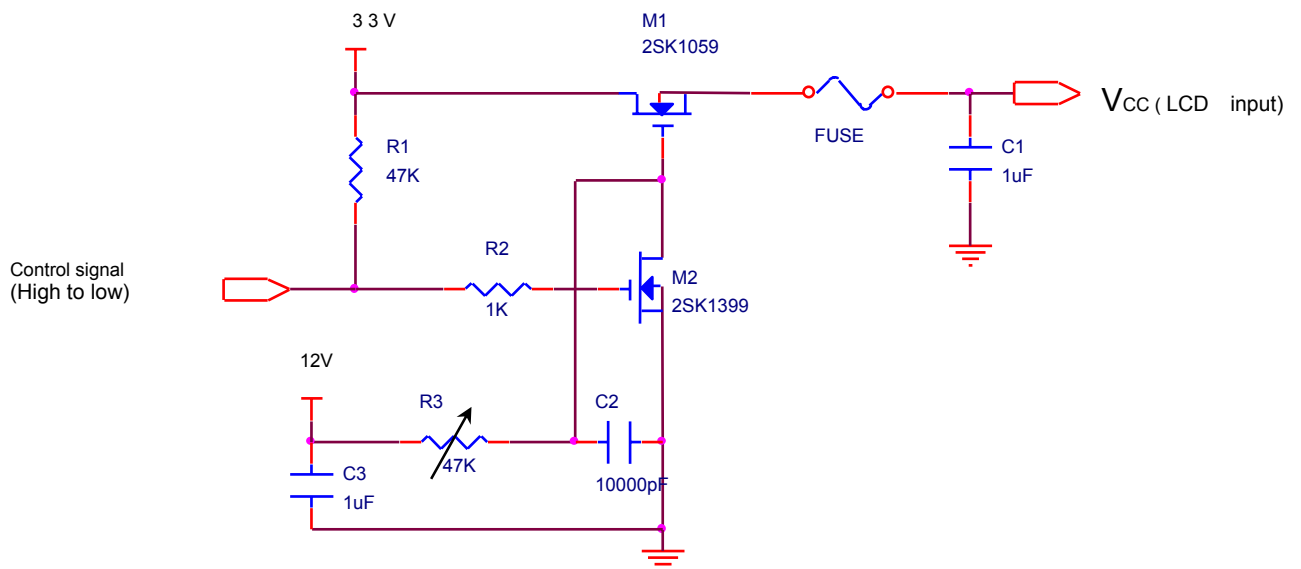 3 3 V
M1
2SK1059
FUSE
VCC ( LCD input)
R1
47K
C1
1uF
Control signal
(High to low)
R2
1K
M2
2SK1399
12V
R3
47K
C2
10000pF
C3
1uF